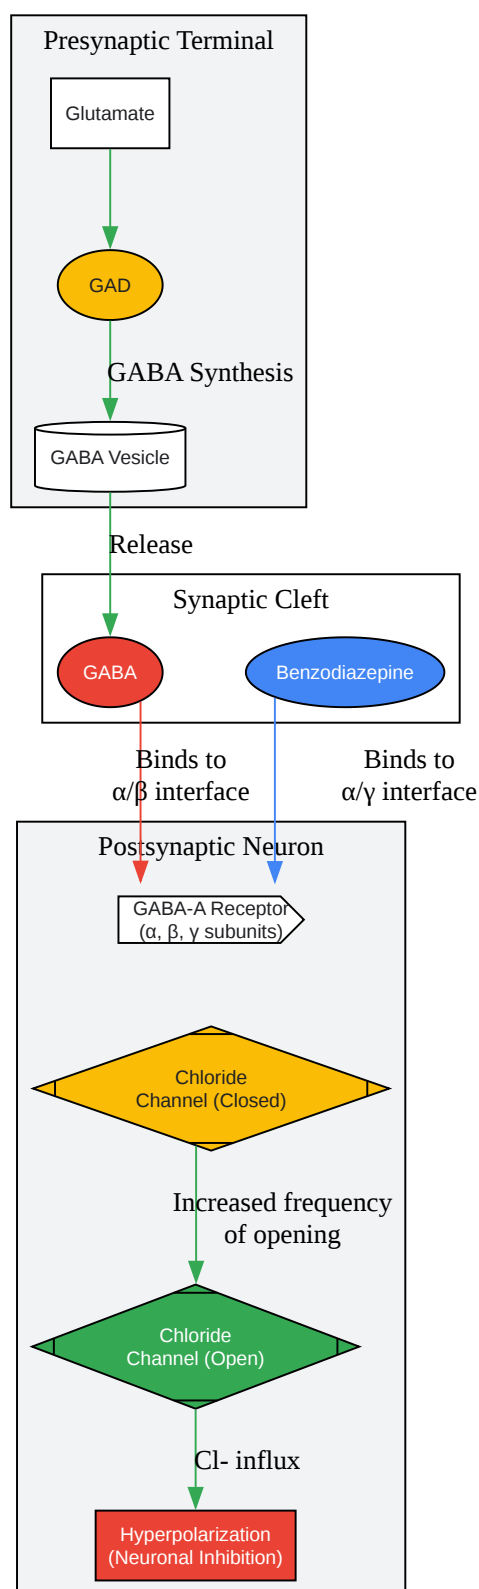 Presynaptic Terminal
Glutamate
GAD
GABA Synthesis
GABA Vesicle
Release
Synaptic Cleft
GABA
Benzodiazepine
Binds to
α/β interface
Binds to
α/γ interface
Postsynaptic Neuron
GABA-A Receptor
(α, β, γ subunits)
Chloride
Channel (Closed)
Increased frequency
of opening
Chloride
Channel (Open)
Cl- influx
Hyperpolarization
(Neuronal Inhibition)